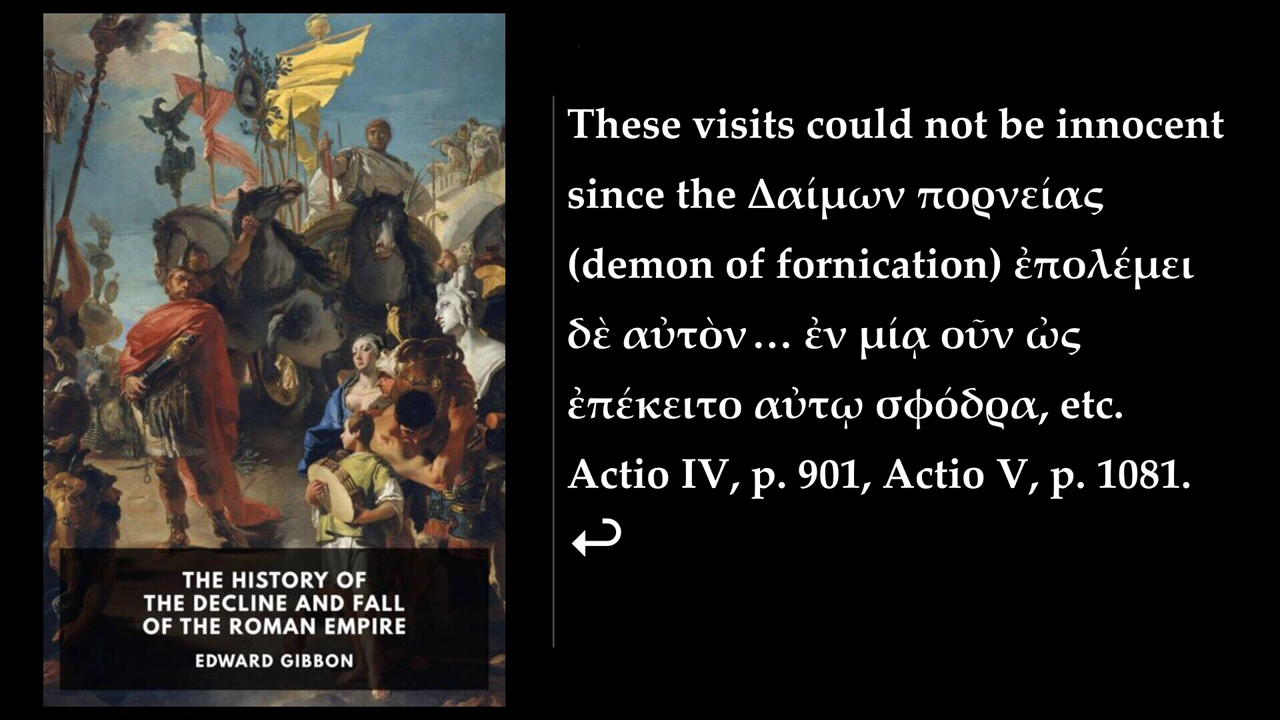 These visits could not be innocent
since the Δαίμων πορνείας
(demon of fornication) ἐπολέμει
δὲ αὐτὸν… ἐν μίᾳ οῦν ὠς
ἐπέκειτο αὐτῳ σφόδρα, etc.
Actio IV, p. 901, Actio V, p. 1081.
↩
THE HISTORY OF
THE DECLINE AND FALL
OF THE ROMAN EMPIRE
EDWARD GIBBON